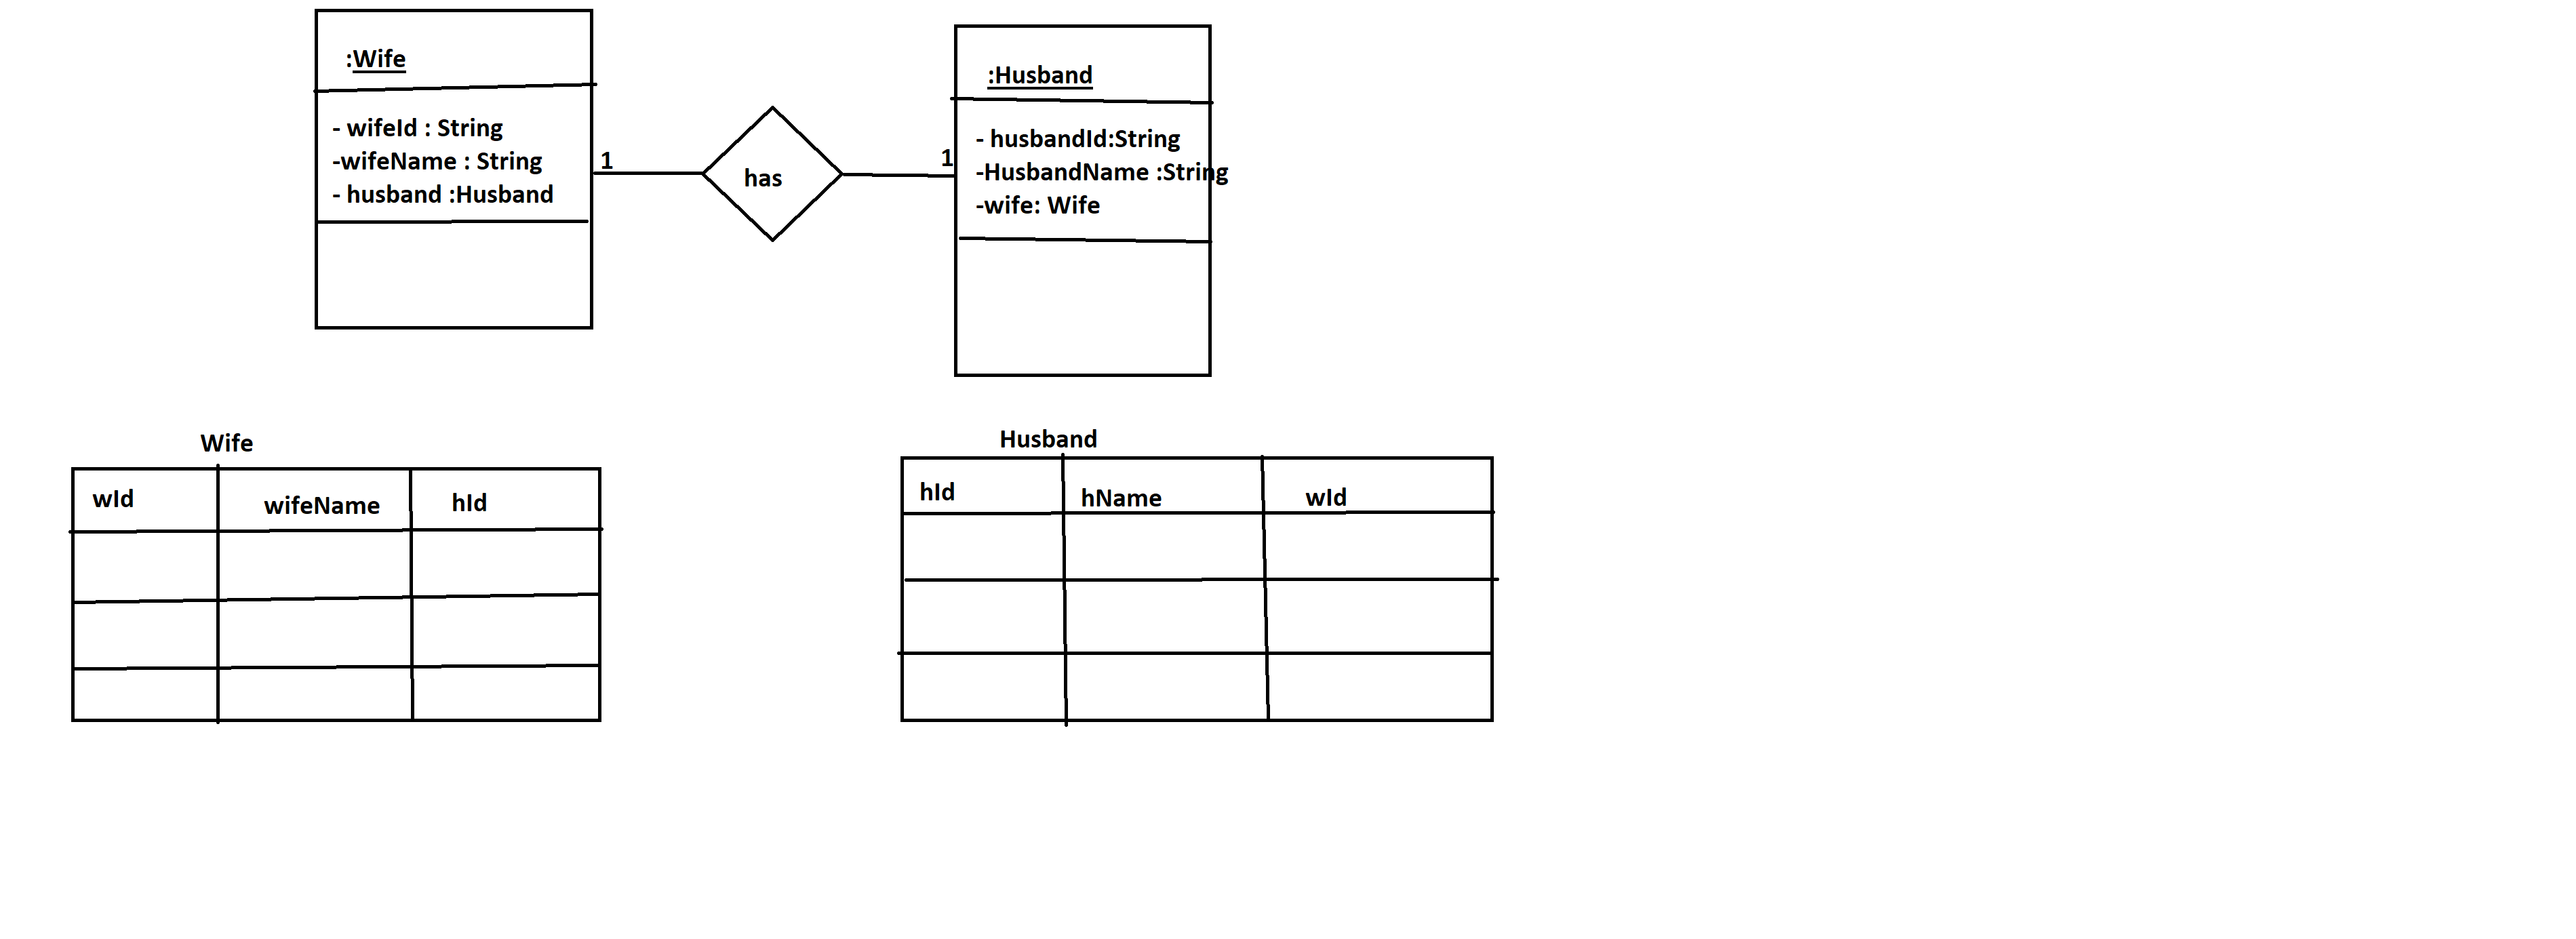 :Wife
- wifeId : String
-wifeName : String
- husband :Husband
1
has
1
:Husband
- husbandId:String
-HusbandName :String
-wife: Wife
Wife
wId wifeName hId
Husband
hId hName wId